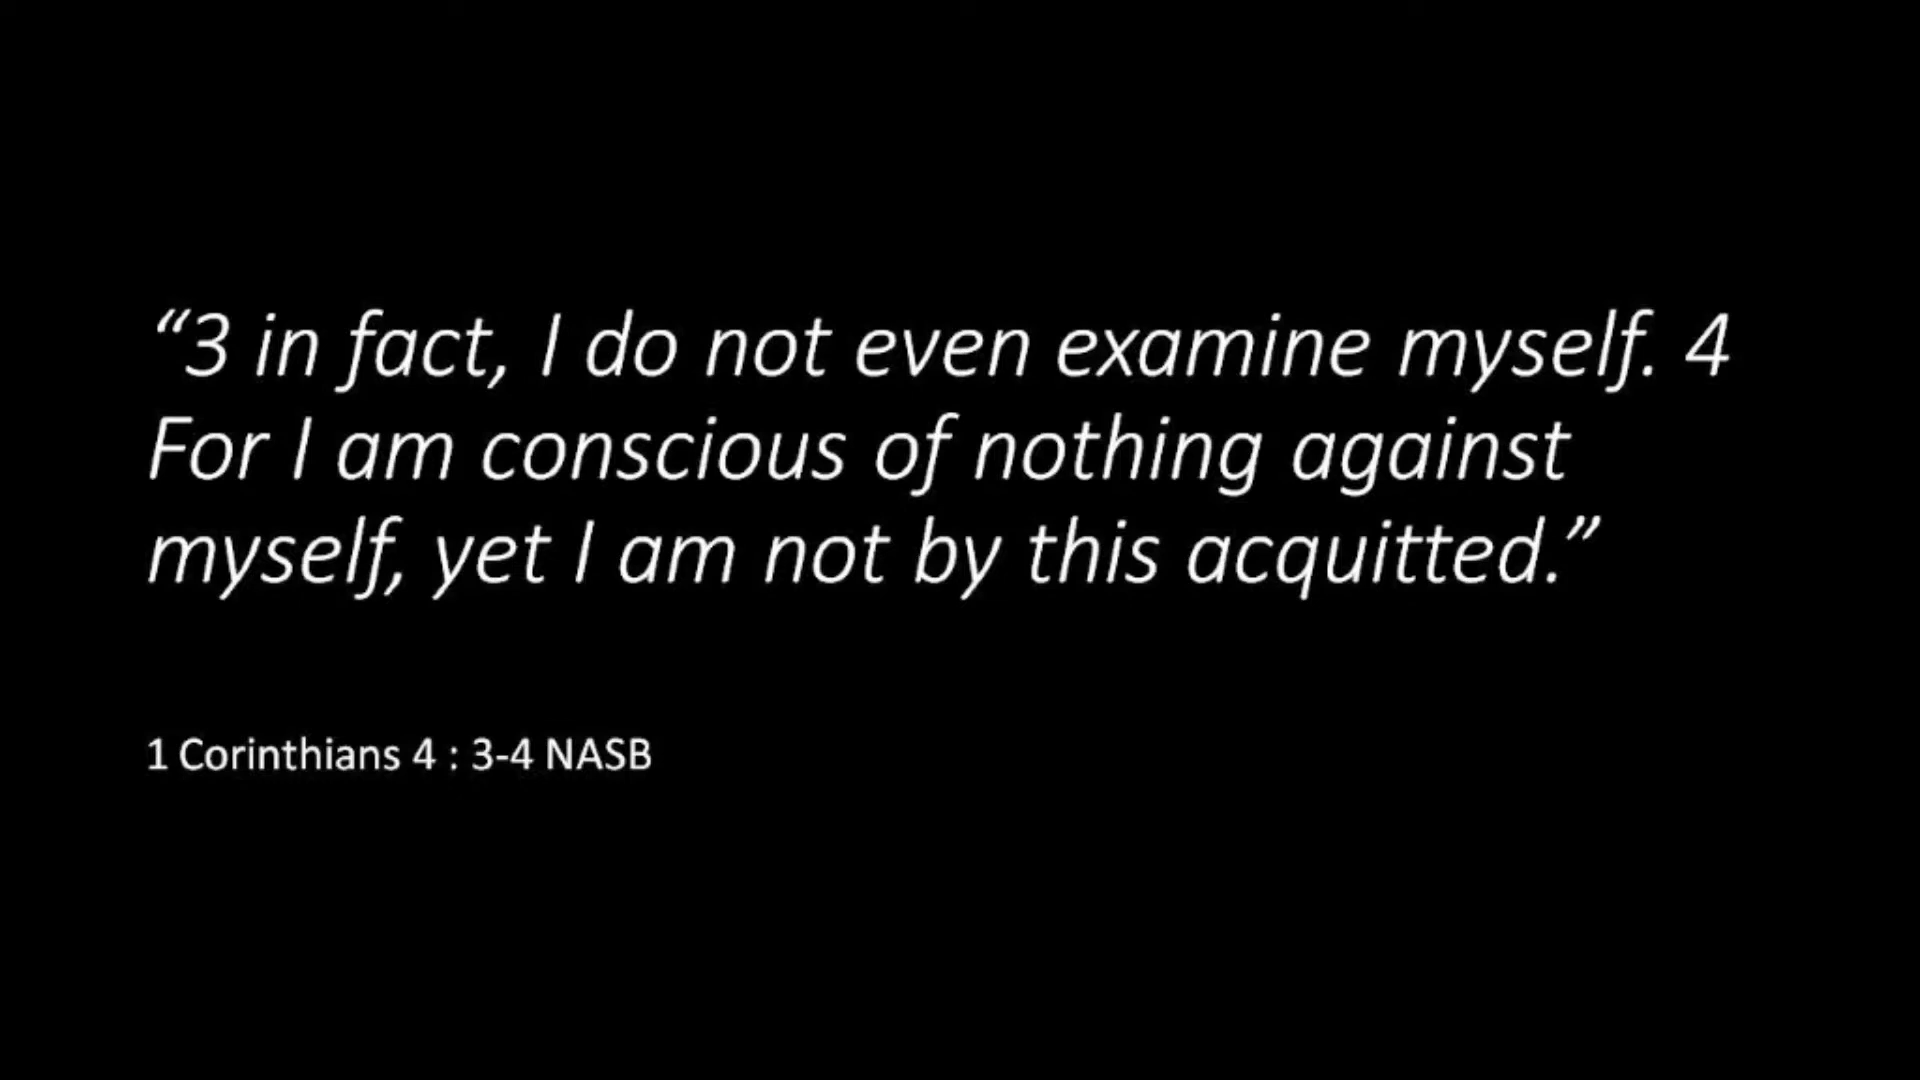 “3 in fact, I do not even examine myself. 4
For I am conscious of nothing against
myself, yet I am not by this acquitted.”
1 Corinthians 4 : 3-4 NASB